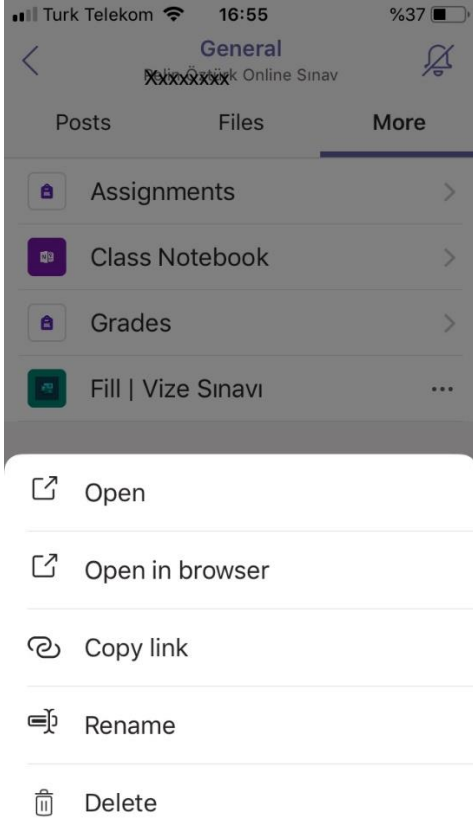 Turk Telekom 16:55 %37
General
Online Sınav
Posts Files More
Assignments
Class Notebook
Grades
Fill | Vize Sınavı
Open
Open in browser
Copy link
Rename
Delete